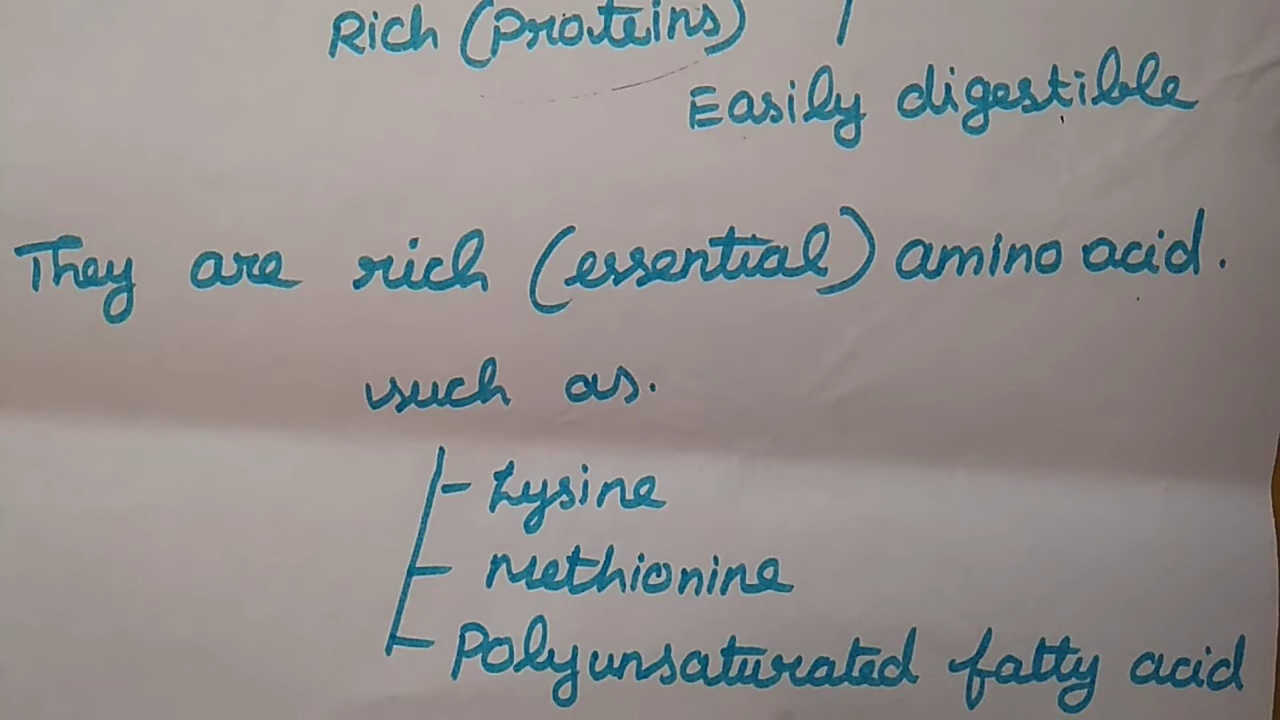 Rich (Proteins)
Easily digestible
They are rich (essential) amino acid.
such as.
- Lysine
- Methionine
- Polyunsaturated fatty acid